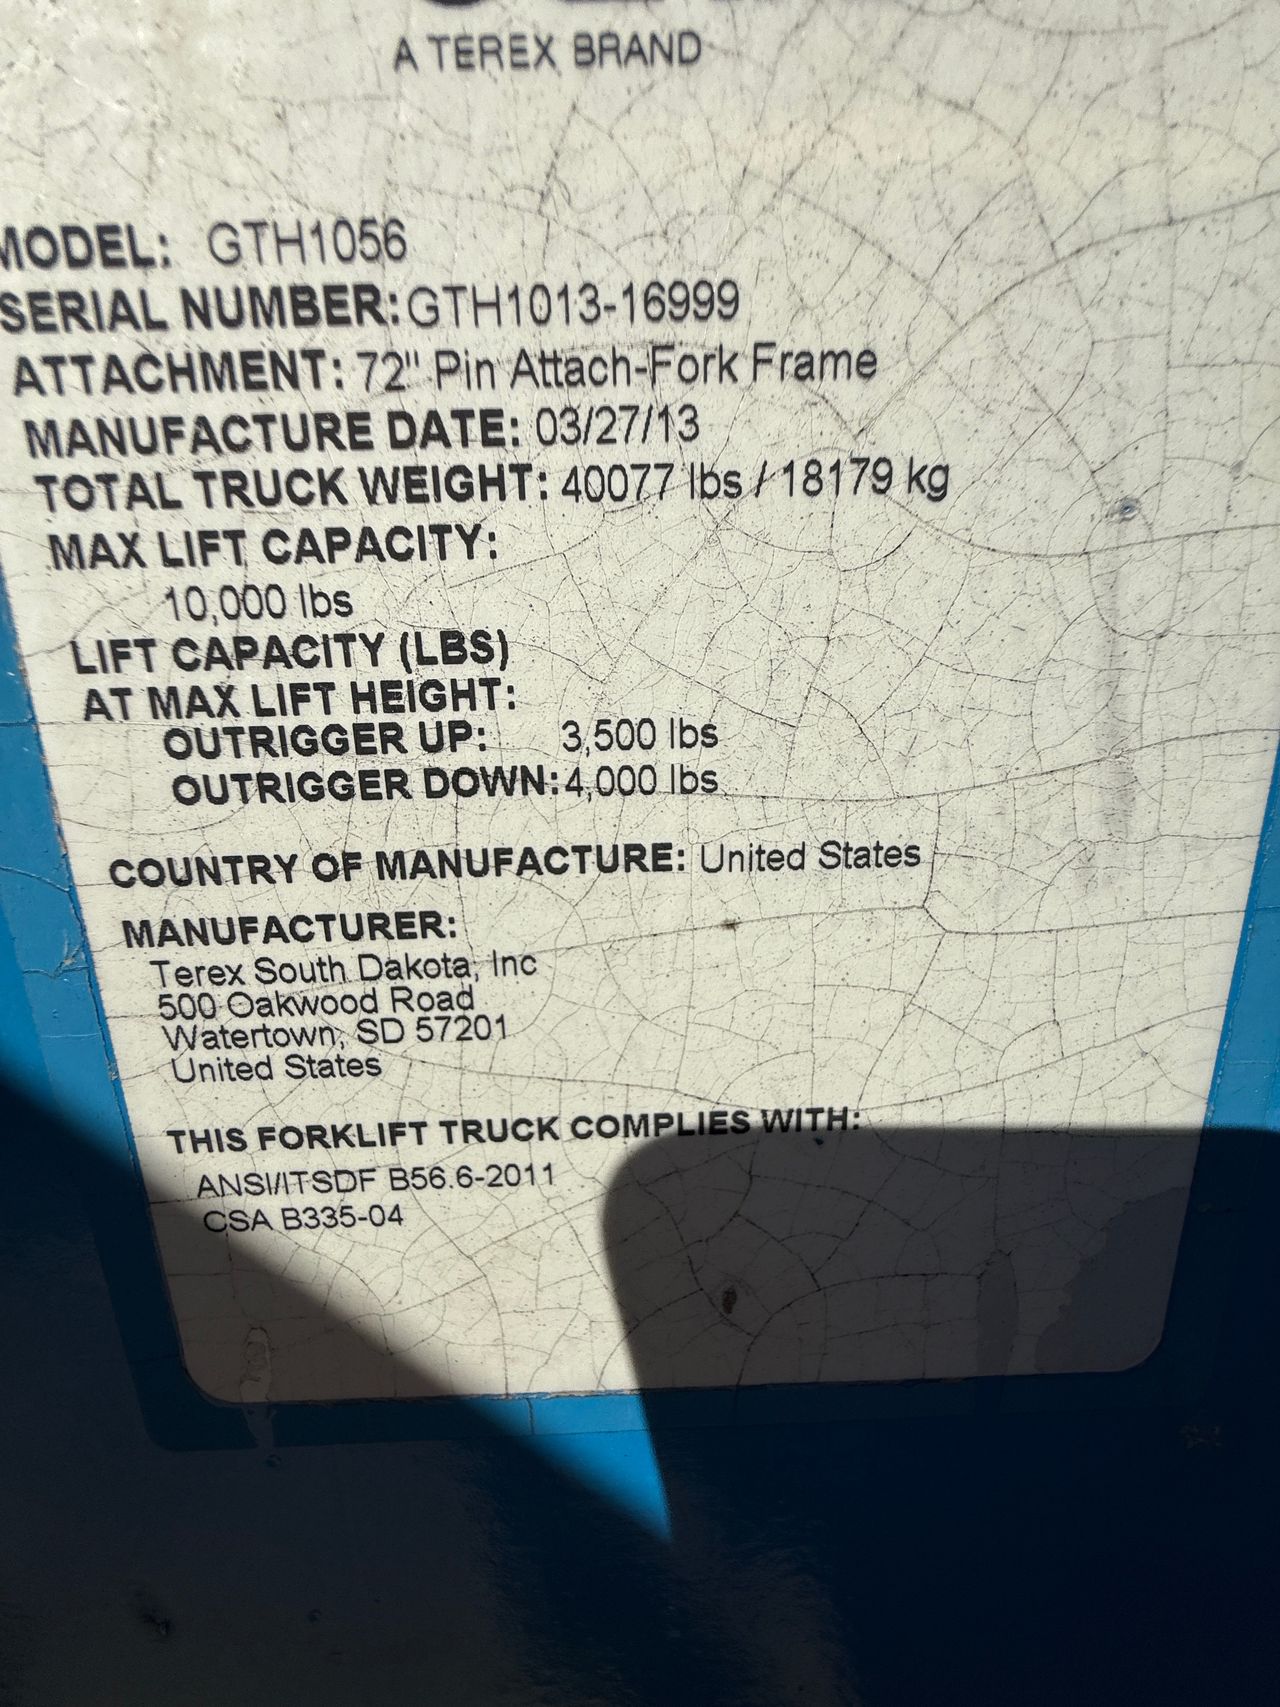 A TEREX BRAND
MODEL: GTH1056
SERIAL NUMBER: GTH1013-16999
ATTACHMENT: 72" Pin Attach-Fork Frame
MANUFACTURE DATE: 03/27/13
TOTAL TRUCK WEIGHT: 40077 lbs / 18179 kg
MAX LIFT CAPACITY:
10,000 lbs
LIFT CAPACITY (LBS)
AT MAX LIFT HEIGHT:
OUTRIGGER UP: 3,500 lbs
OUTRIGGER DOWN: 4,000 lbs
COUNTRY OF MANUFACTURE: United States
MANUFACTURER:
Terex South Dakota, Inc
500 Oakwood Road
Watertown, SD 57201
United States
THIS FORKLIFT TRUCK COMPLIES WITH:
ANSI/ITSDF B56.6-2011
CSA B335-04